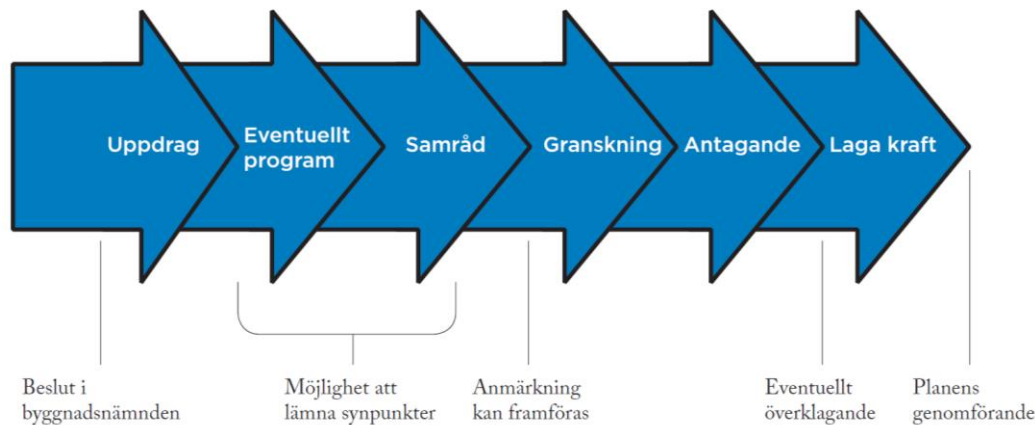 Uppdrag
Eventuellt
program
Samråd
Granskning
Antagande
Laga kraft
Beslut i
byggnadsnämnden
Möjlighet att
lämna synpunkter
Anmärkning
kan framföras
Eventuellt
överklagande
Planens
genomförande